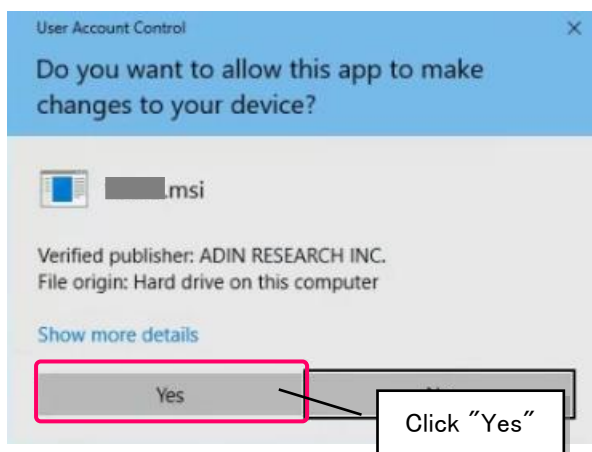 User Account Control
Do you want to allow this app to make
changes to your device?
.msi
Verified publisher: ADIN RESEARCH INC.
File origin: Hard drive on this computer
Show more details
Yes
Click "Yes"